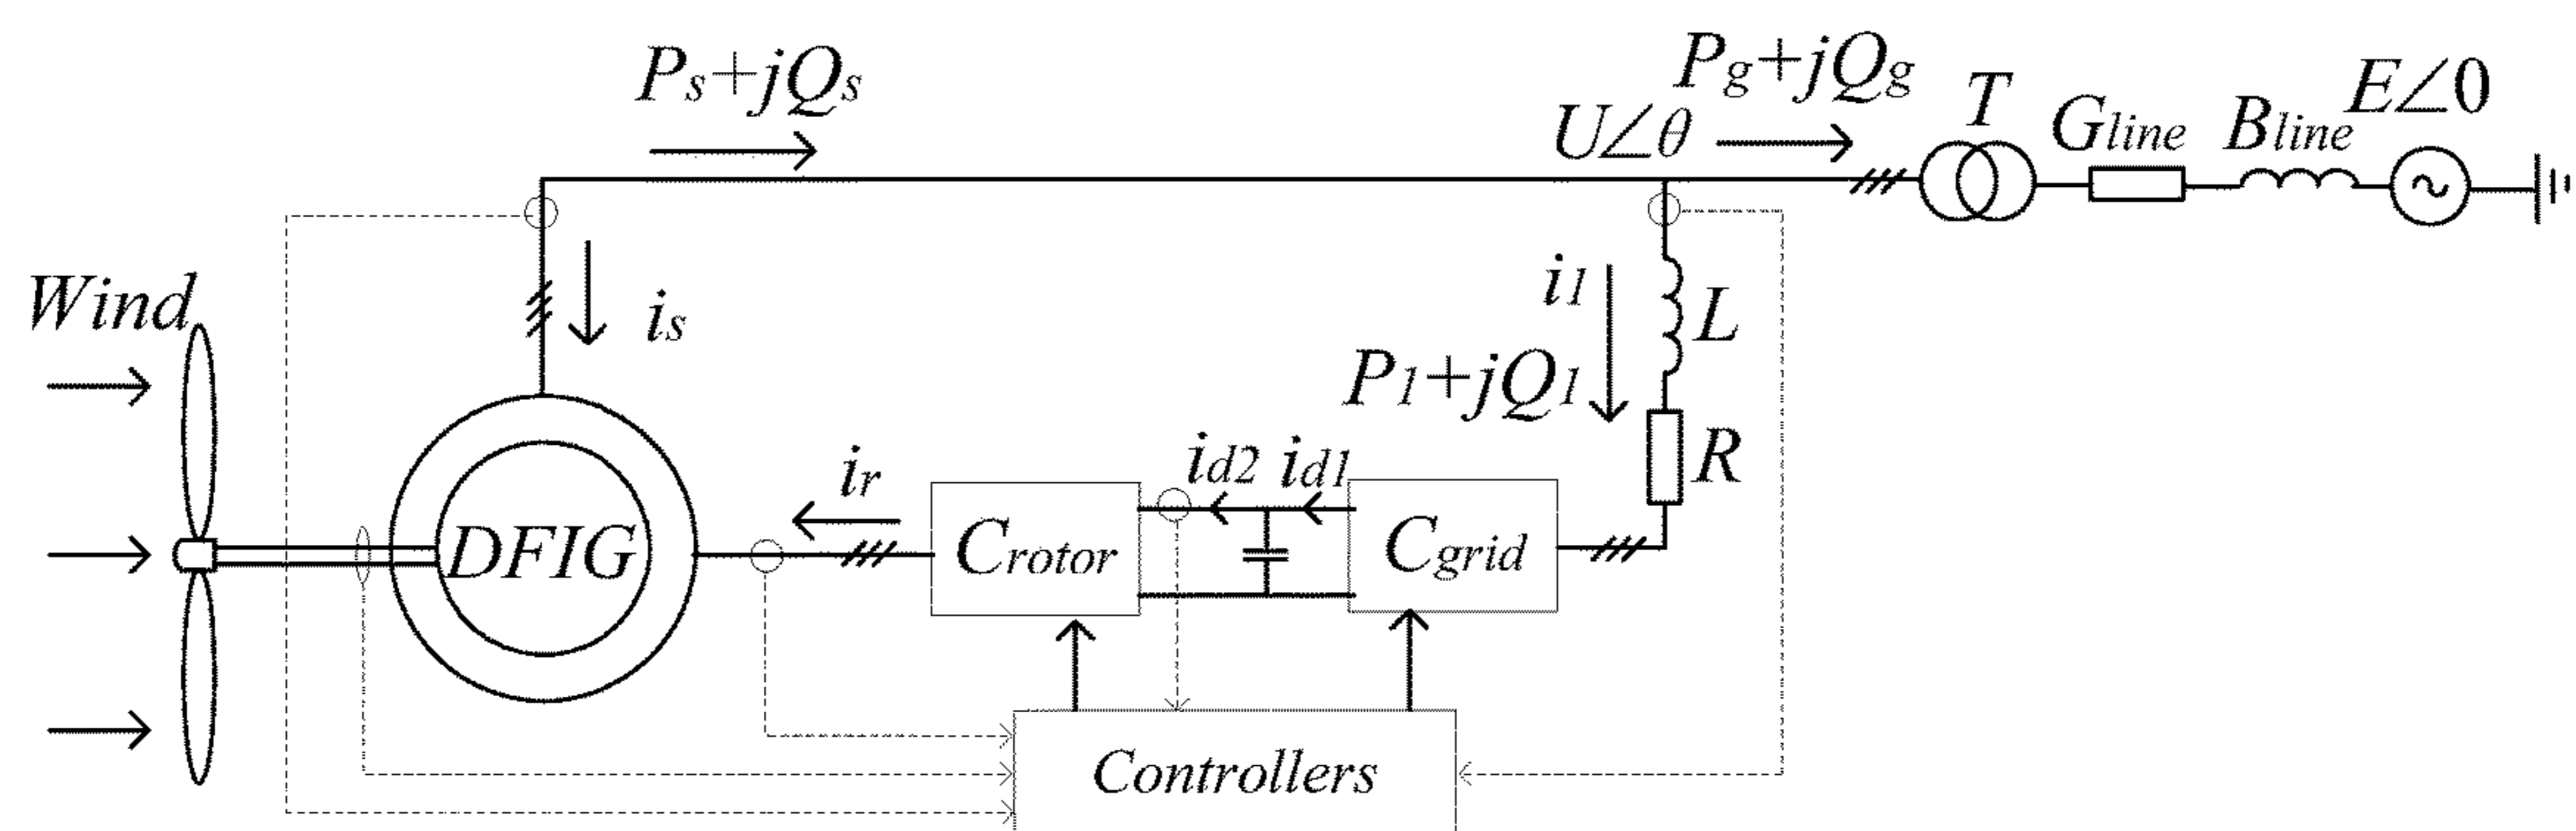 Ps+jQs
Pg+jQg
U∠θ
T
Gline
Bline
E∠0
Wind
is
i1
L
P1+jQ1
R
ir
id2
id1
DFIG
Crotor
Cgrid
Controllers